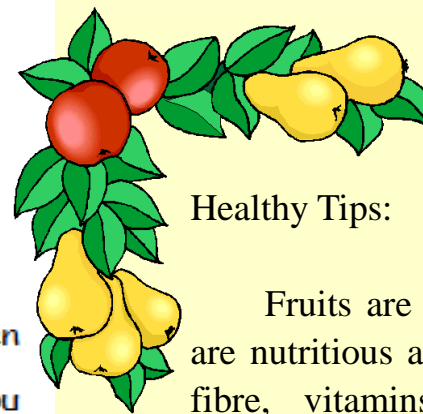 Healthy Tips:
Fruits are
are nutritious a
fibre, vitamins